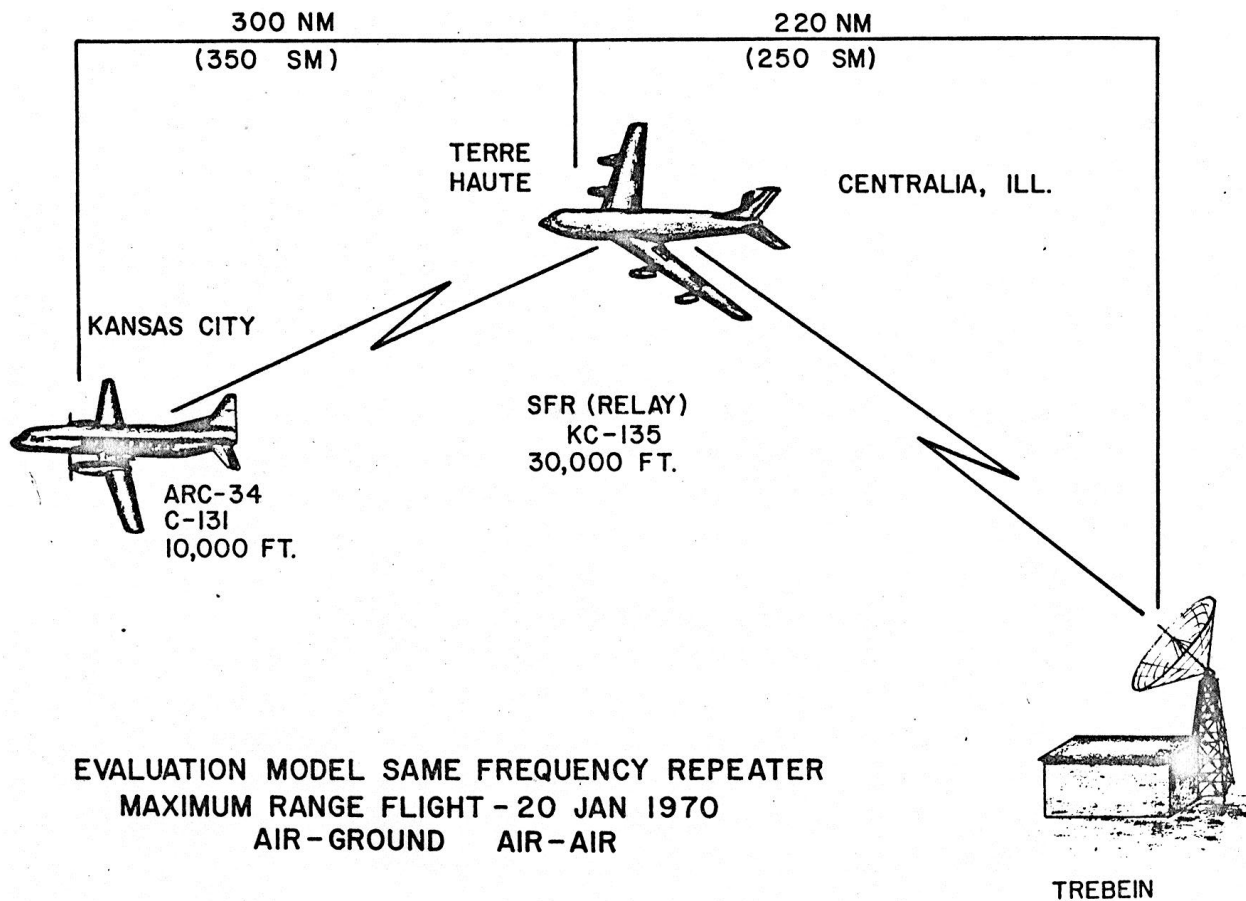 300 NM
(350 SM)
220 NM
(250 SM)
TERRE
HAUTE
CENTRALIA, ILL.
KANSAS CITY
SFR (RELAY)
KC-135
30,000 FT.
ARC-34
C-131
10,000 FT.
EVALUATION MODEL SAME FREQUENCY REPEATER
MAXIMUM RANGE FLIGHT - 20 JAN 1970
AIR-GROUND AIR-AIR
TREBEIN